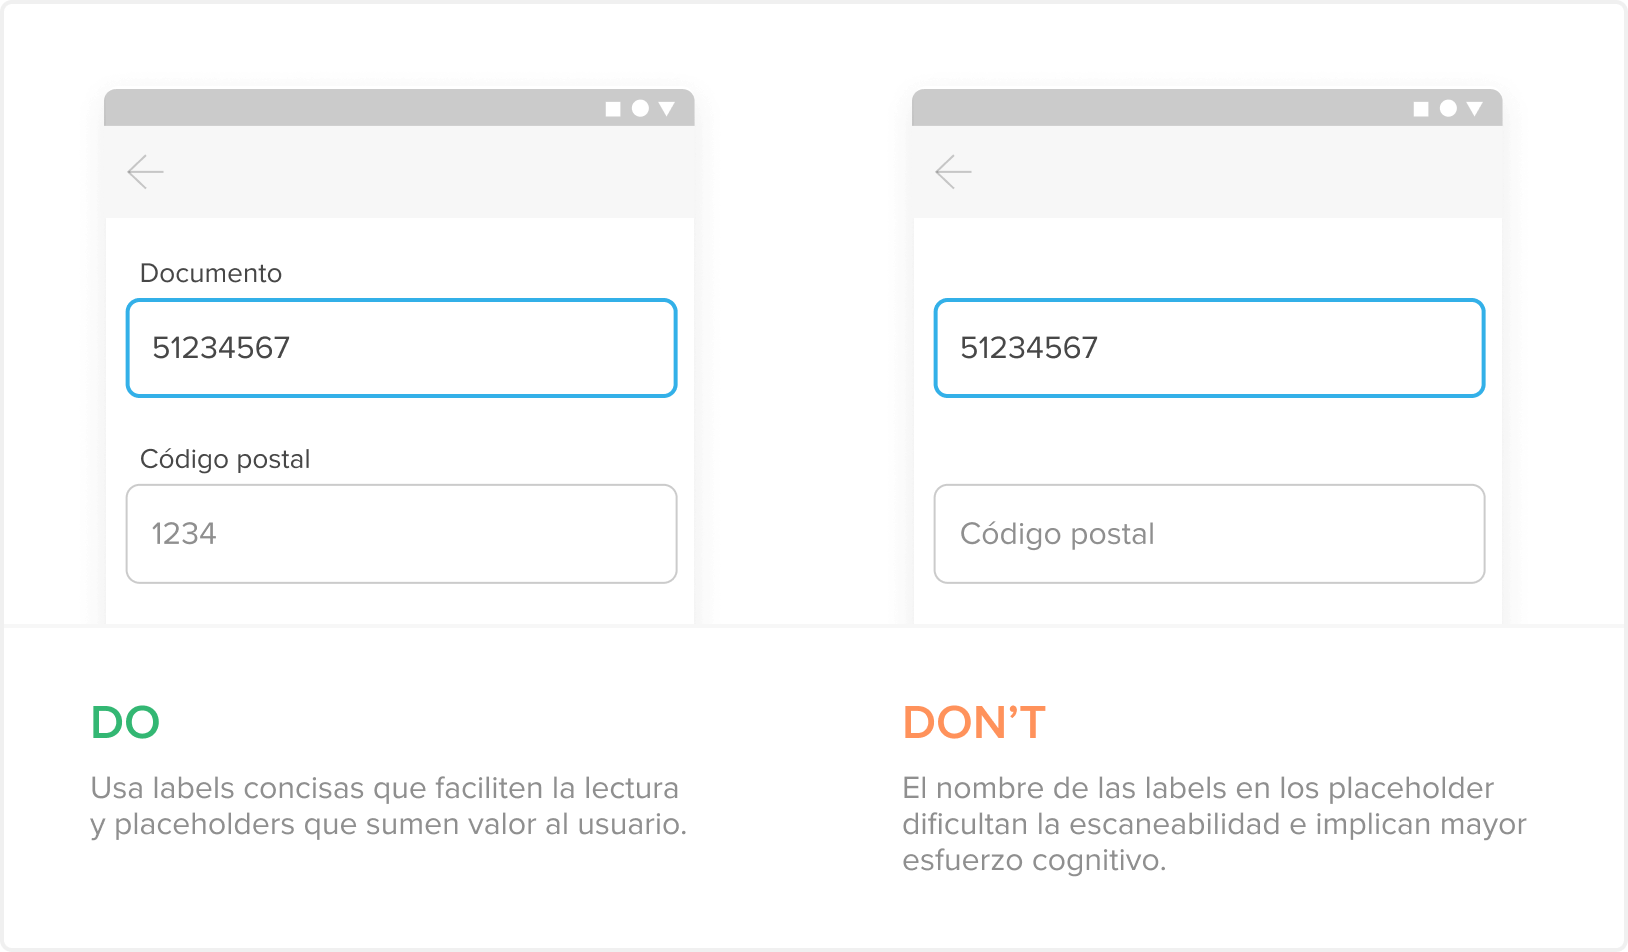 Documento
51234567
Código postal
1234
51234567
Código postal
DO
Usa labels concisas que faciliten la lectura
y placeholders que sumen valor al usuario.
DON’T
El nombre de las labels en los placeholder
dificultan la escaneabilidad e implican mayor
esfuerzo cognitivo.